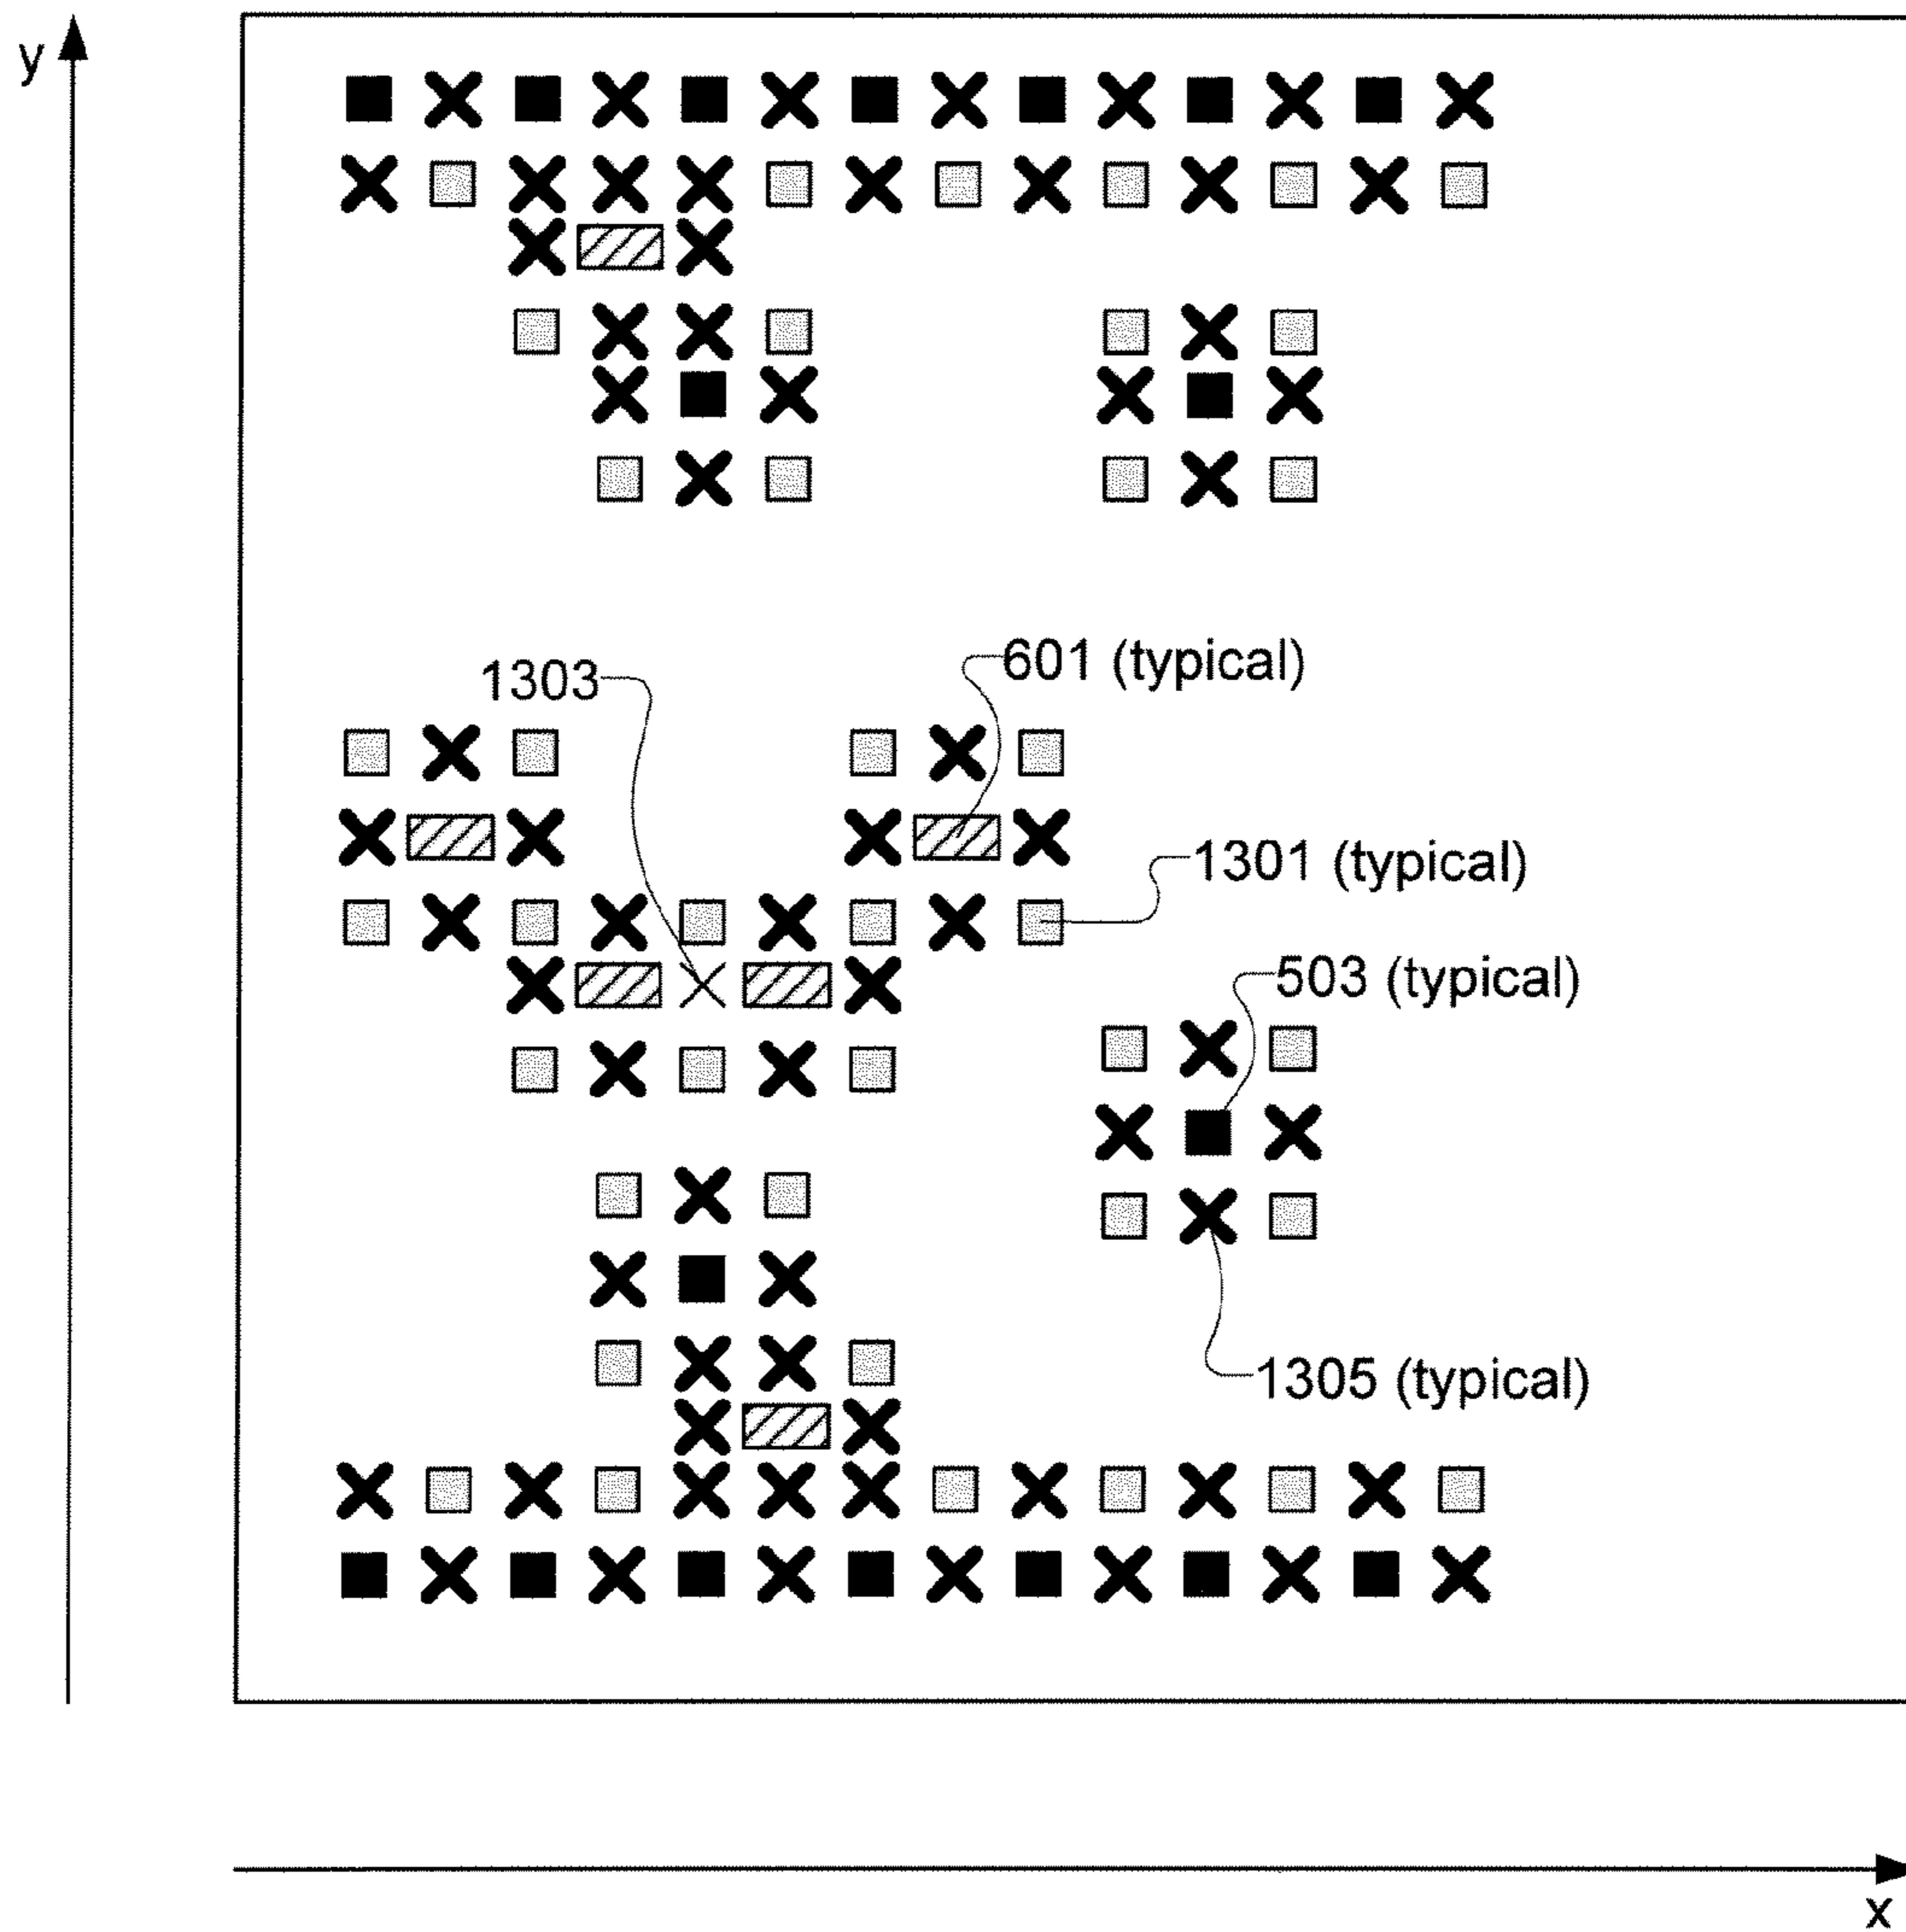 y
1303
601 (typical)
1301 (typical)
503 (typical)
1305 (typical)
x